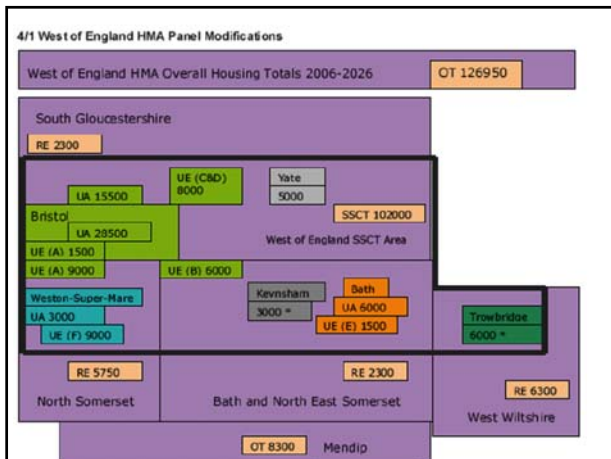 4/1 West of England HMA Panel Modifications
West of England HMA Overall Housing Totals 2006-2026
OT 126950
South Gloucestershire
RE 2300
UE (C&D)
8000
Yate
5000
UA 15500
SSCT 102000
Bristol
UA 28500
West of England SSCT Area
UE (A) 1500
UE (A) 9000
UE (B) 6000
Weston-Super-Mare
UA 3000
UE (F) 9000
Keynsham
3000 *
Bath
UA 6000
UE (E) 1500
Trowbridge
6000 *
RE 5750
RE 2300
RE 6300
North Somerset
Bath and North East Somerset
West Wiltshire
OT 8300
Mendip